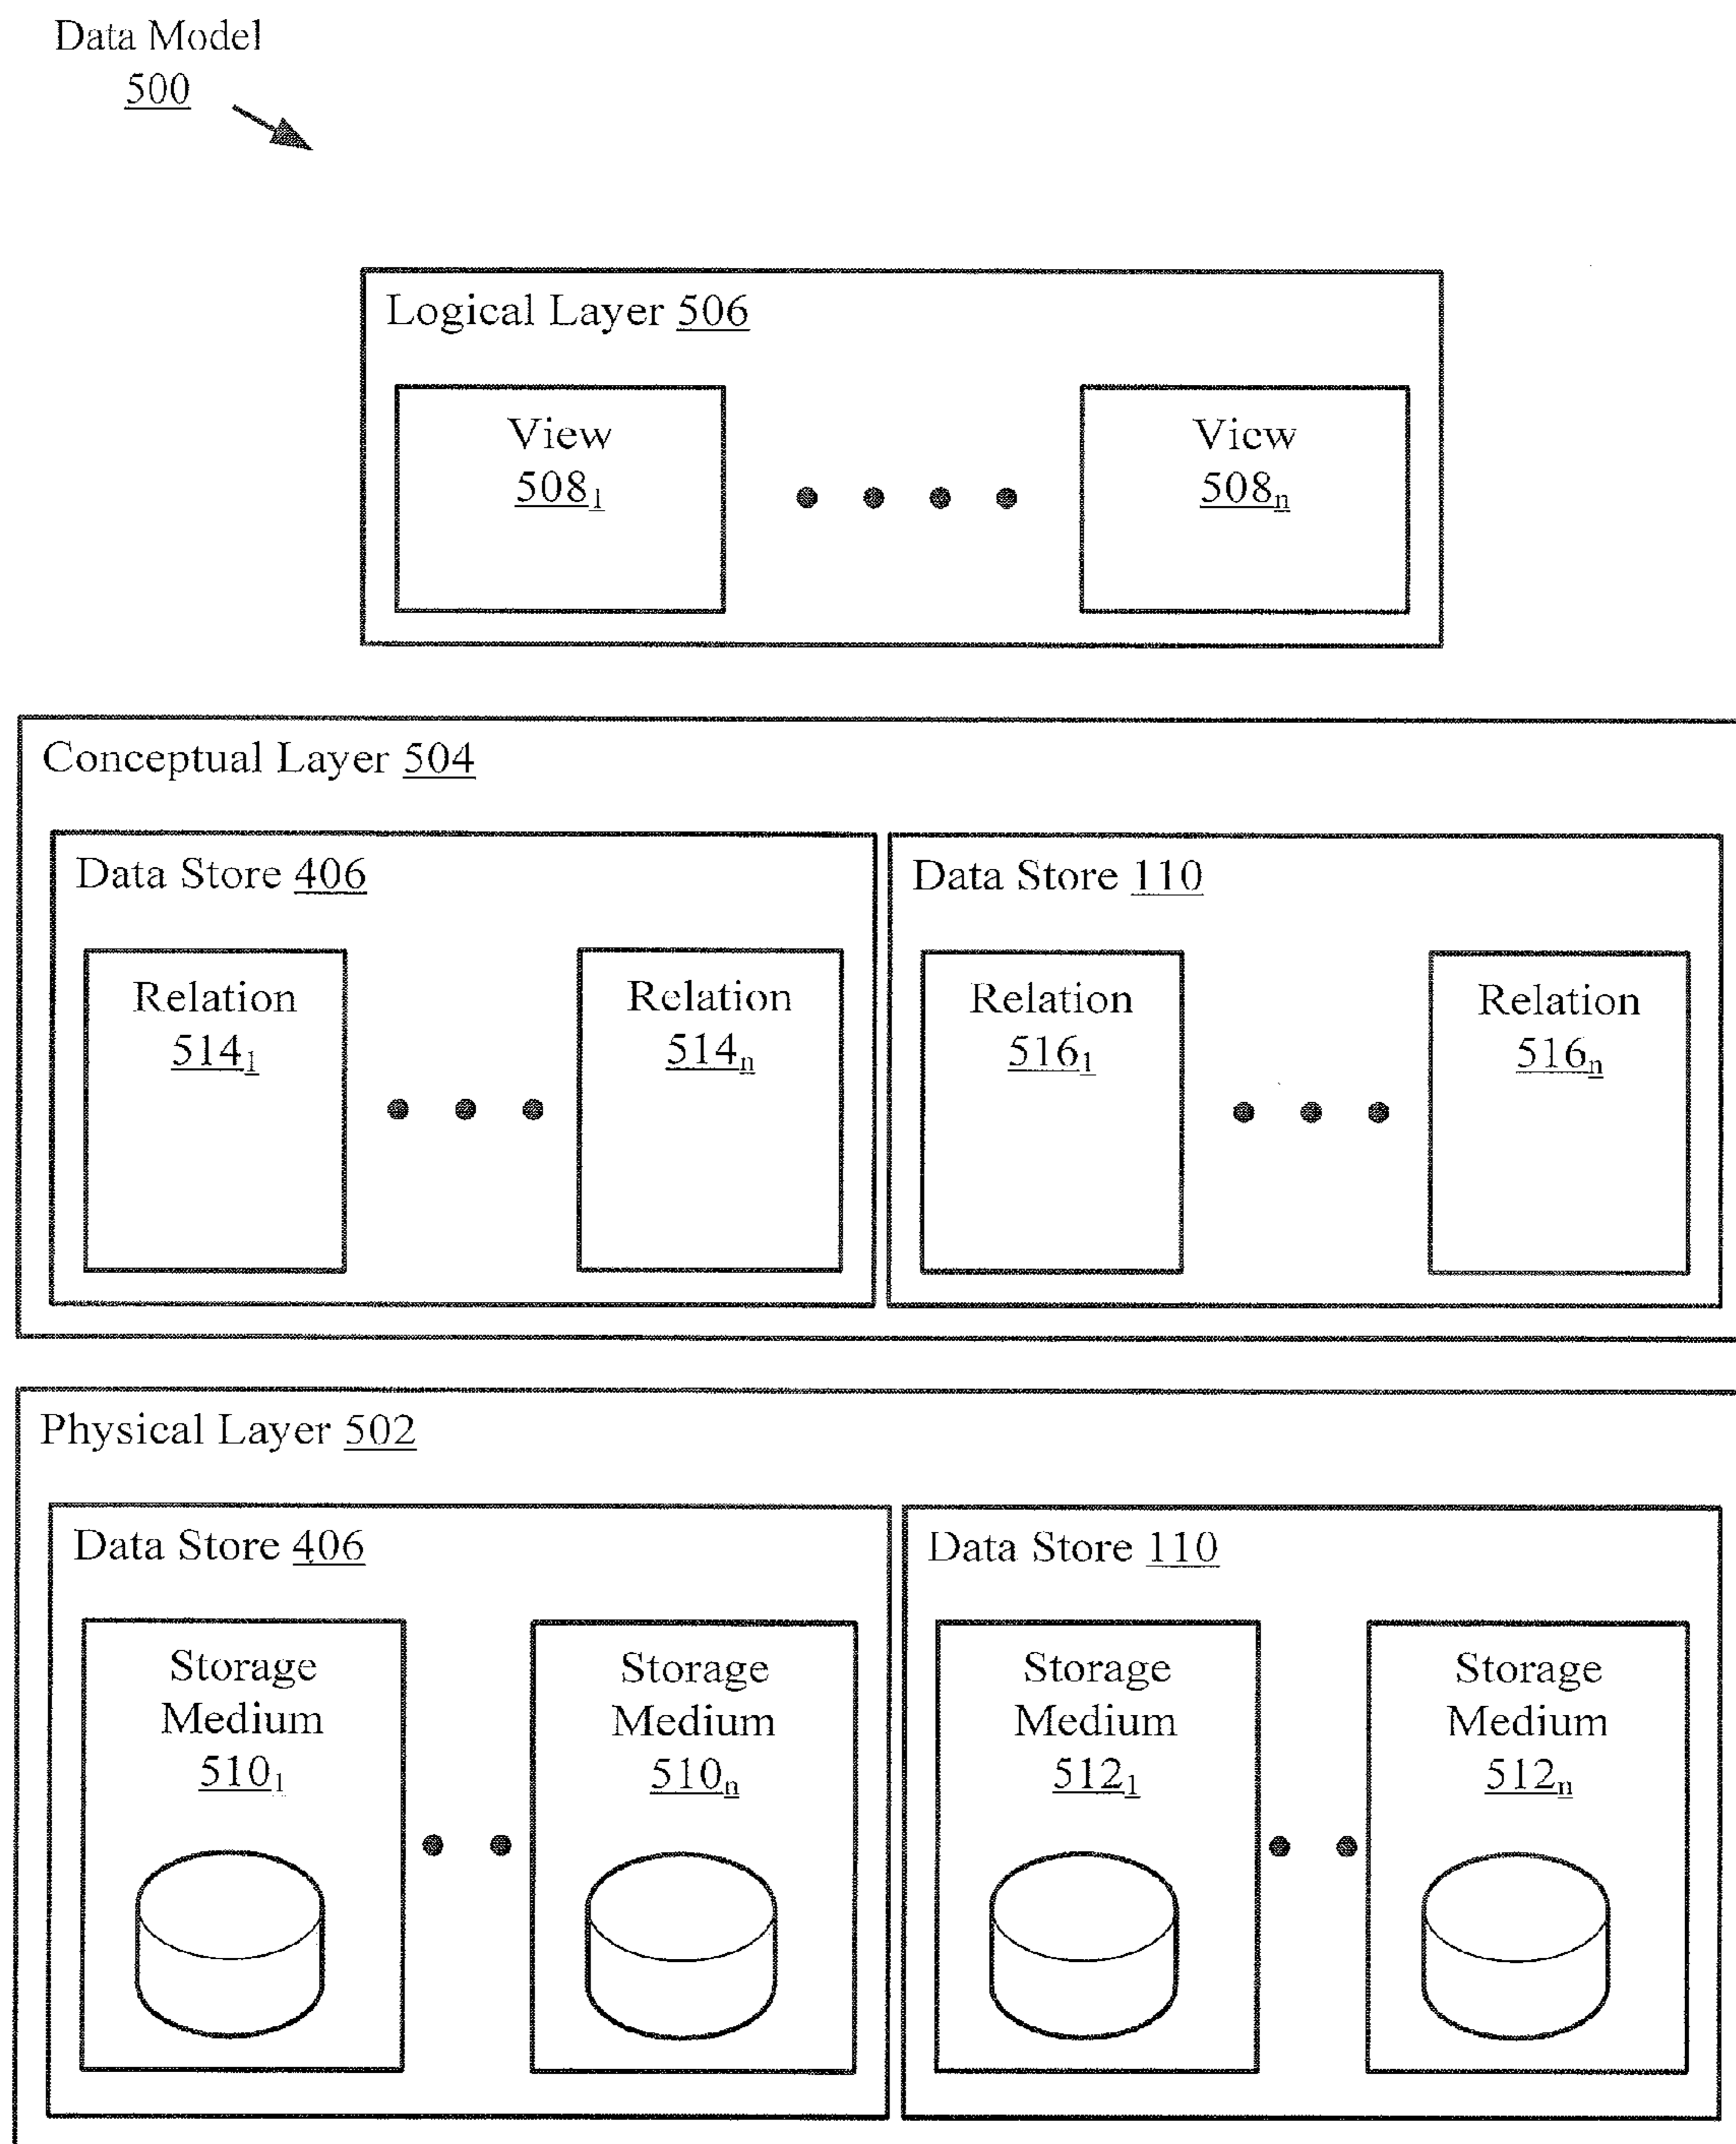 Data Model
500
Logical Layer 506
View
508₁
View
508ₙ
Conceptual Layer 504
Data Store 406
Relation
514₁
Relation
514ₙ
Data Store 110
Relation
516₁
Relation
516ₙ
Physical Layer 502
Data Store 406
Storage
Medium
510₁
Storage
Medium
510ₙ
Data Store 110
Storage
Medium
512₁
Storage
Medium
512ₙ